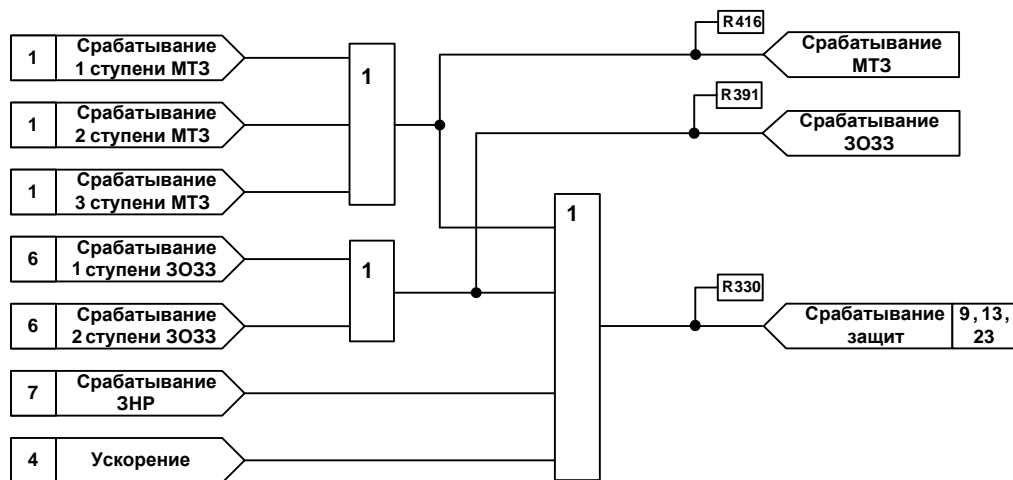 R416
1
Срабатывание
1 ступени МТЗ
1
Срабатывание
МТЗ
R391
1
Срабатывание
2 ступени МТЗ
Срабатывание
ЗОЗЗ
1
Срабатывание
3 ступени МТЗ
1
6
Срабатывание
1 ступени ЗОЗЗ
1
R330
6
Срабатывание
2 ступени ЗОЗЗ
Срабатывание
защит
9, 13,
23
7
Срабатывание
ЗНР
4
Ускорение